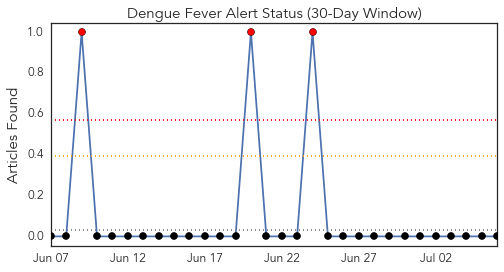 Dengue Fever Alert Status (30-Day Window)
Articles Found
1.0
0.8
0.6
0.4
0.2
0.0
Jun 07 Jun 12 Jun 17 Jun 22 Jun 27 Jul 02